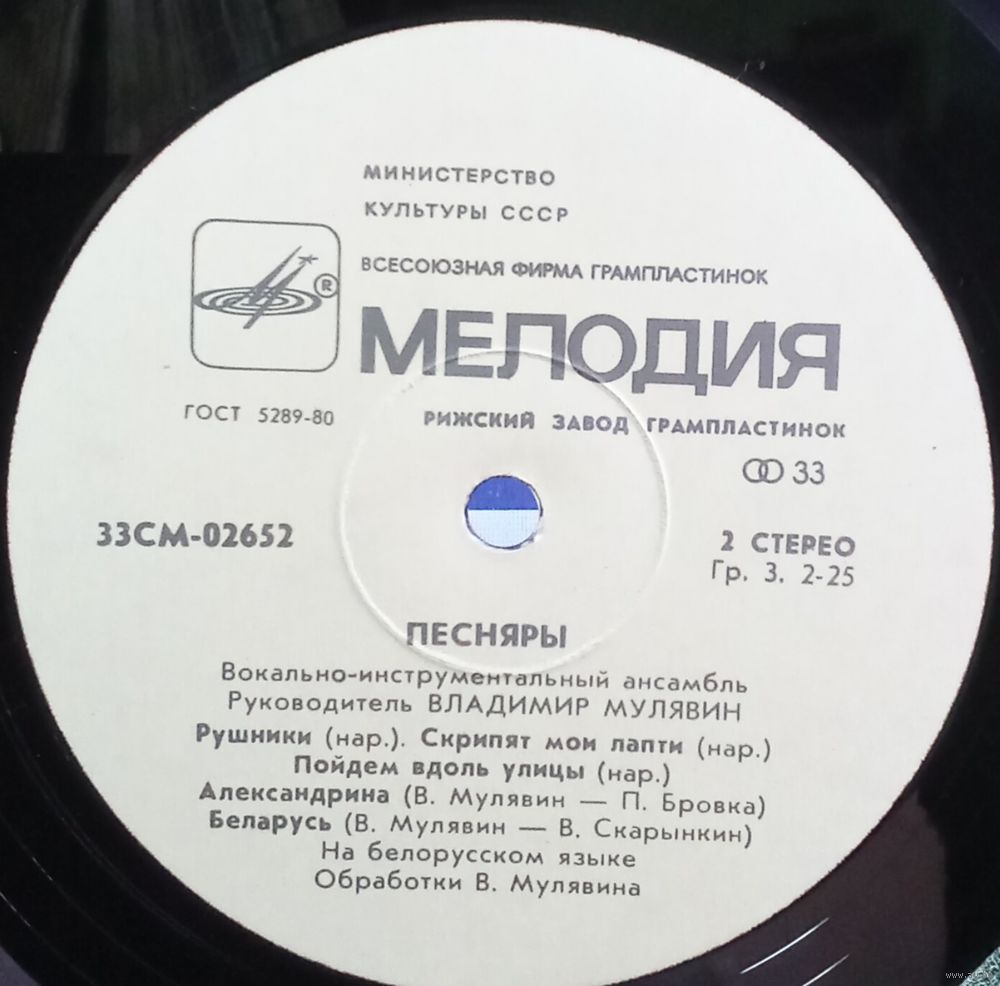 МИНИСТЕРСТВО
КУЛЬТУРЫ СССР
ВСЕСОЮЗНАЯ ФИРМА ГРАМПЛАСТИНОК
®
МЕЛОДИЯ
ГОСТ 5289-80
РИЖСКИЙ ЗАВОД ГРАМПЛАСТИНОК
33
33СМ-02652
2 СТЕРЕО
Гр. 3. 2-25
ПЕСНЯРЫ
Вокально-инструментальный ансамбль
Руководитель ВЛАДИМИР МУЛЯВИН
Рушники (нар.). Скрипят мои лапти (нар.)
Пойдем вдоль улицы (нар.)
Александрина (В. Мулявин — П. Бровка)
Беларусь (В. Мулявин — В. Скарынкин)
На белорусском языке
Обработки В. Мулявина